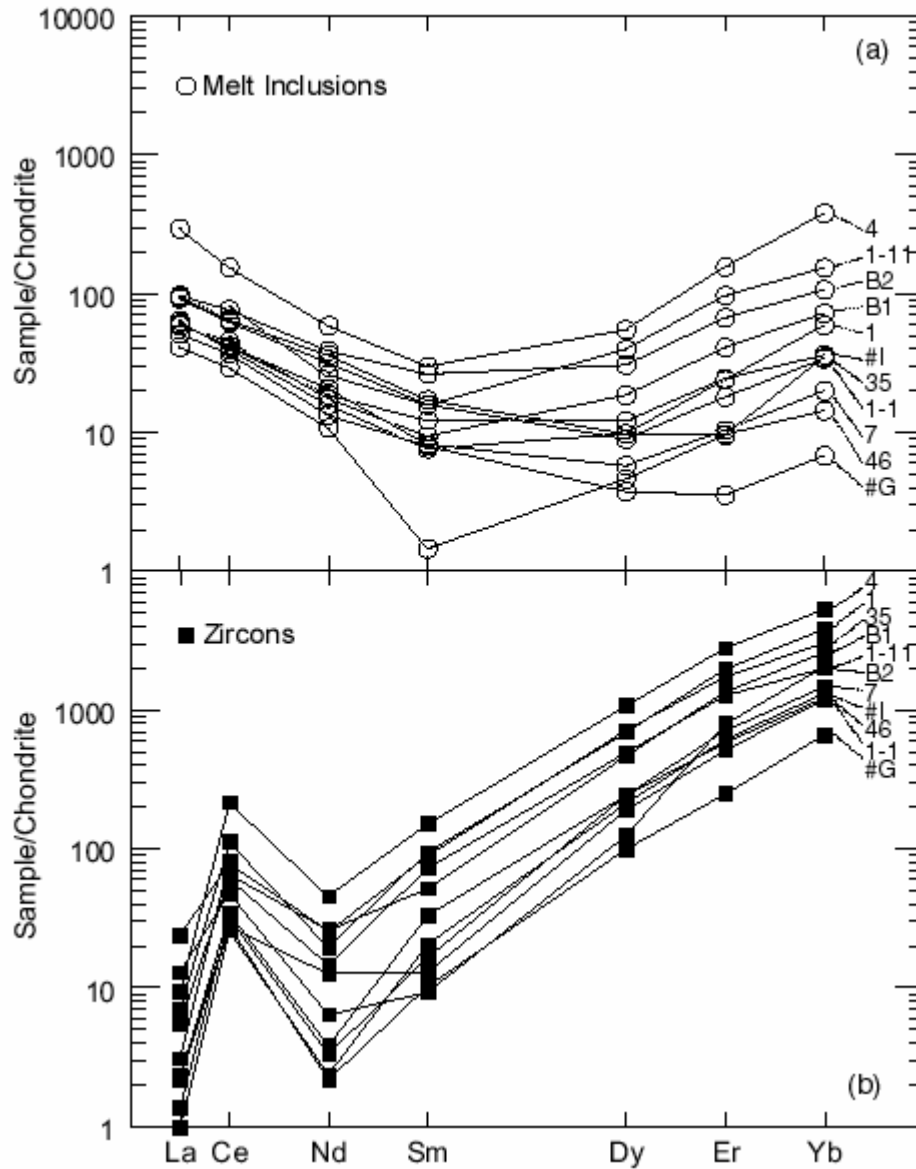 10000
(a)
Melt Inclusions
1000
Sample/Chondrite
4
1-11
100
B2
B1
1
#I
35
10
1-1
7
46
#G
1
4
1
Zircons
35
B1
1-11
1000
B2
7
#I
46
1-1
#G
Sample/Chondrite
100
10
(b)
1
La Ce Nd Sm Dy Er Yb